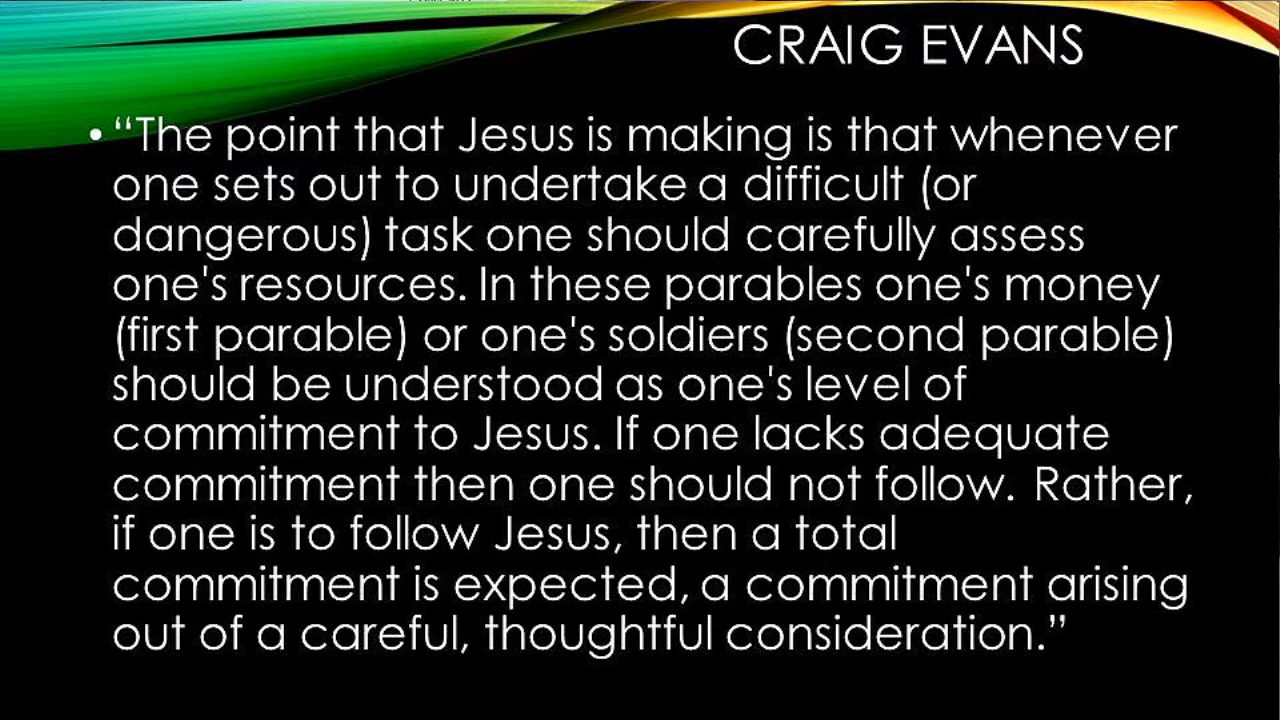 CRAIG EVANS
• “The point that Jesus is making is that whenever
one sets out to undertake a difficult (or
dangerous) task one should carefully assess
one's resources. In these parables one's money
(first parable) or one's soldiers (second parable)
should be understood as one's level of
commitment to Jesus. If one lacks adequate
commitment then one should not follow. Rather,
if one is to follow Jesus, then a total
commitment is expected, a commitment arising
out of a careful, thoughtful consideration.”